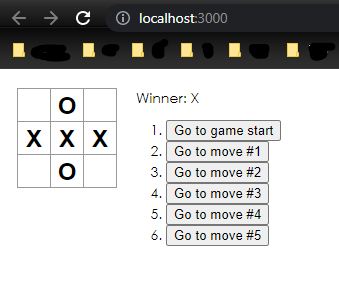 localhost:3000
O
X X X
O
Winner: X
1. Go to game start
2. Go to move #1
3. Go to move #2
4. Go to move #3
5. Go to move #4
6. Go to move #5